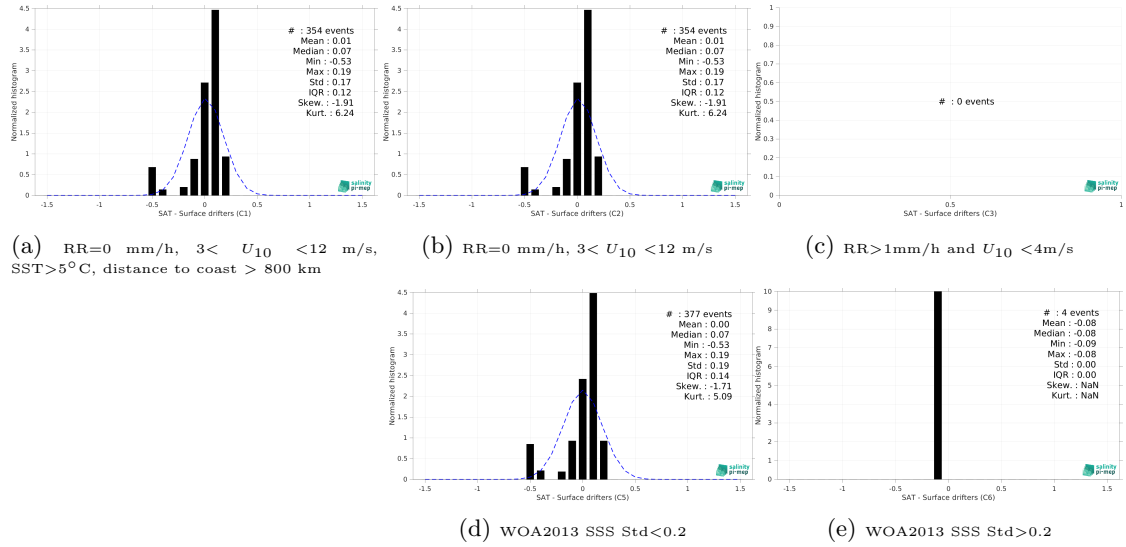 4.5
4
3.5
3
2.5
2
1.5
1
0.5
0
Normalized histogram
# : 354 events
Mean : 0.01
Median : 0.07
Min : -0.53
Max : 0.19
Std : 0.17
IQR : 0.12
Skew. : -1.91
Kurt. : 6.24
salinity
pi-mep
-1.5 -1 -0.5 0 0.5 1 1.5
SAT - Surface drifters (C1)
(a) RR=0 mm/h, 3< U10 <12 m/s,
SST>5°C, distance to coast > 800 km
4.5
4
3.5
3
2.5
2
1.5
1
0.5
0
Normalized histogram
# : 354 events
Mean : 0.01
Median : 0.07
Min : -0.53
Max : 0.19
Std : 0.17
IQR : 0.12
Skew. : -1.91
Kurt. : 6.24
salinity
pi-mep
-1.5 -1 -0.5 0 0.5 1 1.5
SAT - Surface drifters (C2)
(b) RR=0 mm/h, 3< U10 <12 m/s
1
0.9
0.8
0.7
0.6
0.5
0.4
0.3
0.2
0.1
0
Normalized histogram
# : 0 events
salinity
pi-mep
0 0.5 1
SAT - Surface drifters (C3)
(c) RR>1mm/h and U10 <4m/s
4.5
4
3.5
3
2.5
2
1.5
1
0.5
0
Normalized histogram
# : 377 events
Mean : 0.00
Median : 0.07
Min : -0.53
Max : 0.19
Std : 0.19
IQR : 0.14
Skew. : -1.71
Kurt. : 5.09
salinity
pi-mep
-1.5 -1 -0.5 0 0.5 1 1.5
SAT - Surface drifters (C5)
(d) WOA2013 SSS Std<0.2
10
9
8
7
6
5
4
3
2
1
0
Normalized histogram
# : 4 events
Mean : -0.08
Median : -0.08
Min : -0.09
Max : -0.08
Std : 0.00
IQR : 0.00
Skew. : NaN
Kurt. : NaN
salinity
pi-mep
-1.5 -1 -0.5 0 0.5 1 1.5
SAT - Surface drifters (C6)
(e) WOA2013 SSS Std>0.2